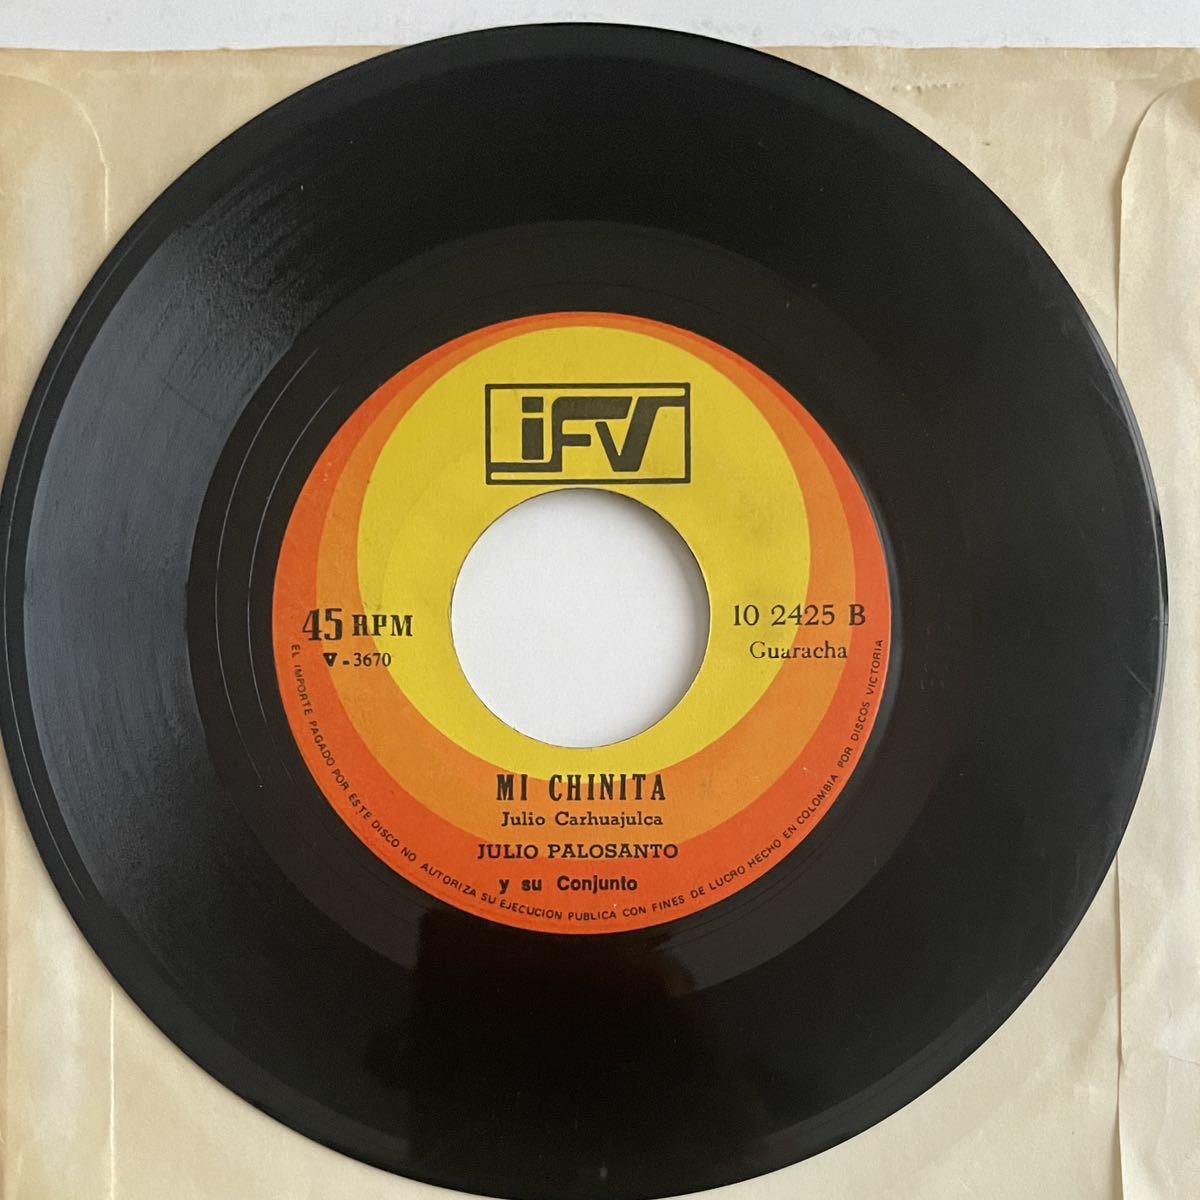 iFV
45 RPM
V-3670
10 2425 B
Guaracha
MI CHINITA
Julio Carhuajulca
JULIO PALOSANTO
y su Conjunto
EL IMPORTE PAGADO POR ESTE DISCO NO AUTORIZA SU EJECUCION PUBLICA CON FINES DE LUCRO HECHO EN COLOMBIA POR DISCOS VICTORIA